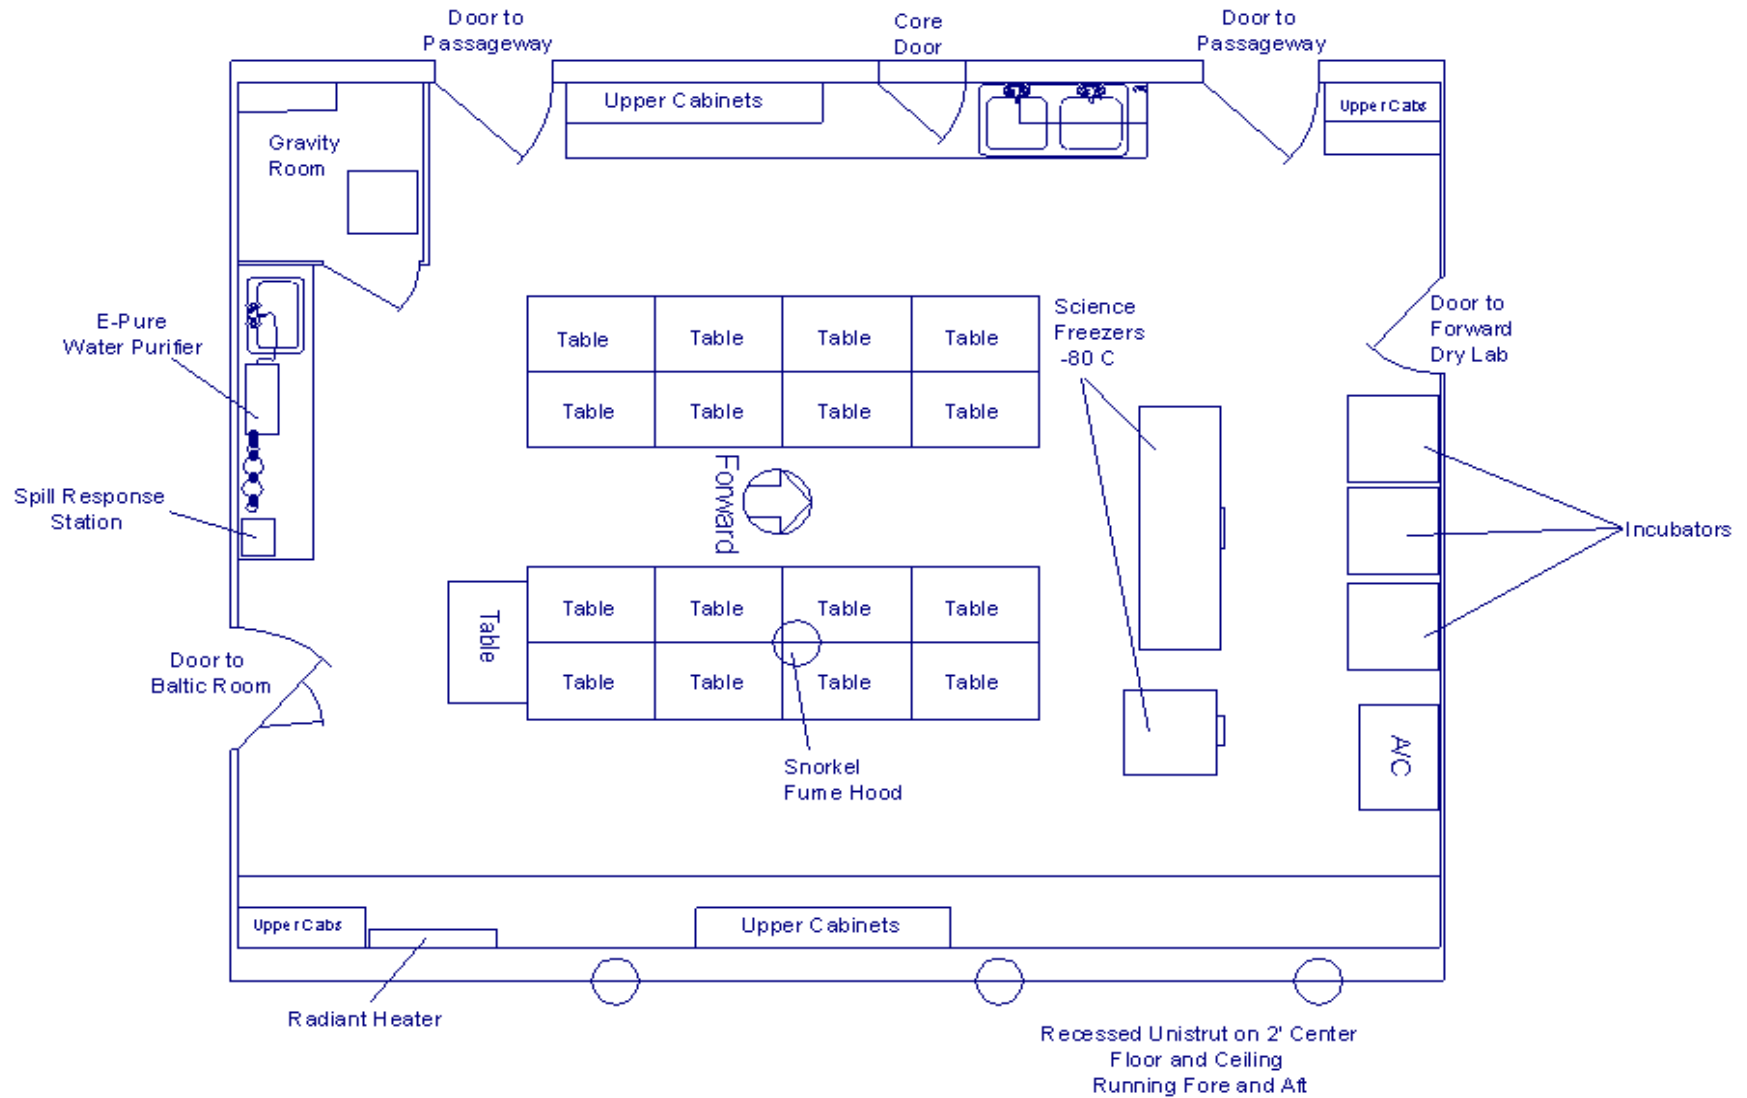 Door to
Passageway
Core
Door
Door to
Passageway
Upper Cabinets
Upper Cabs
Gravity
Room
E-Pure
Water Purifier
Science
Freezers
-80 C
Door to
Forward
Dry Lab
Table Table Table Table
Table Table Table Table
Forward
Spill Response
Station
Incubators
Table Table Table Table
Table
Table Table Table Table
Door to
Baltic Room
A/C
Snorkel
Fume Hood
Upper Cabs
Upper Cabinets
Radiant Heater
Recessed Unistrut on 2' Center
Floor and Ceiling
Running Fore and Aft